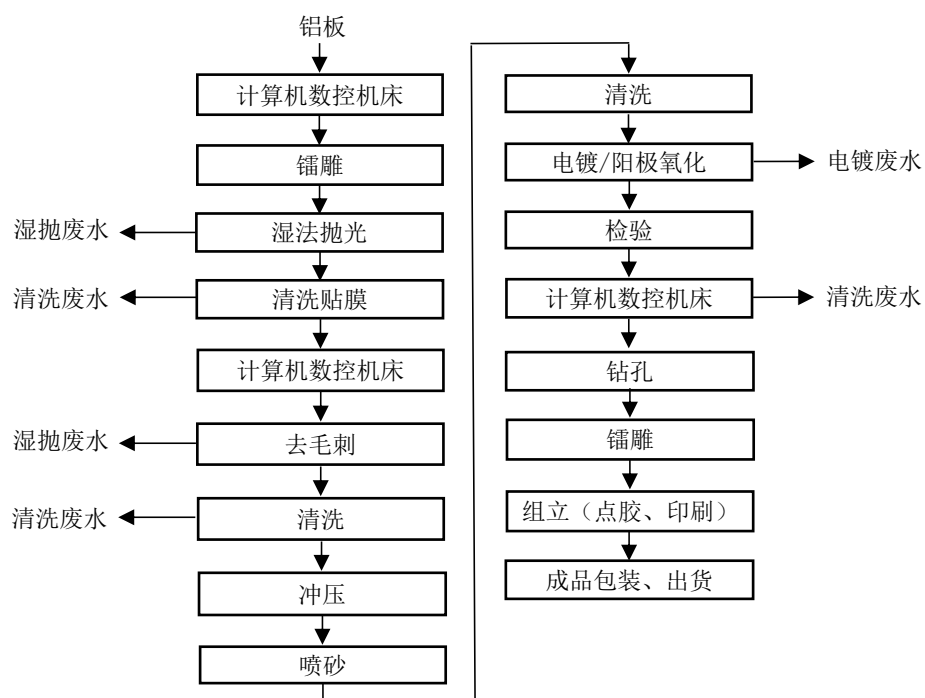 铝板
计算机数控机床
镭雕
湿抛废水
湿法抛光
清洗废水
清洗贴膜
计算机数控机床
湿抛废水
去毛刺
清洗废水
清洗
冲压
喷砂
清洗
电镀/阳极氧化
电镀废水
检验
计算机数控机床
清洗废水
钻孔
镭雕
组立（点胶、印刷）
成品包装、出货